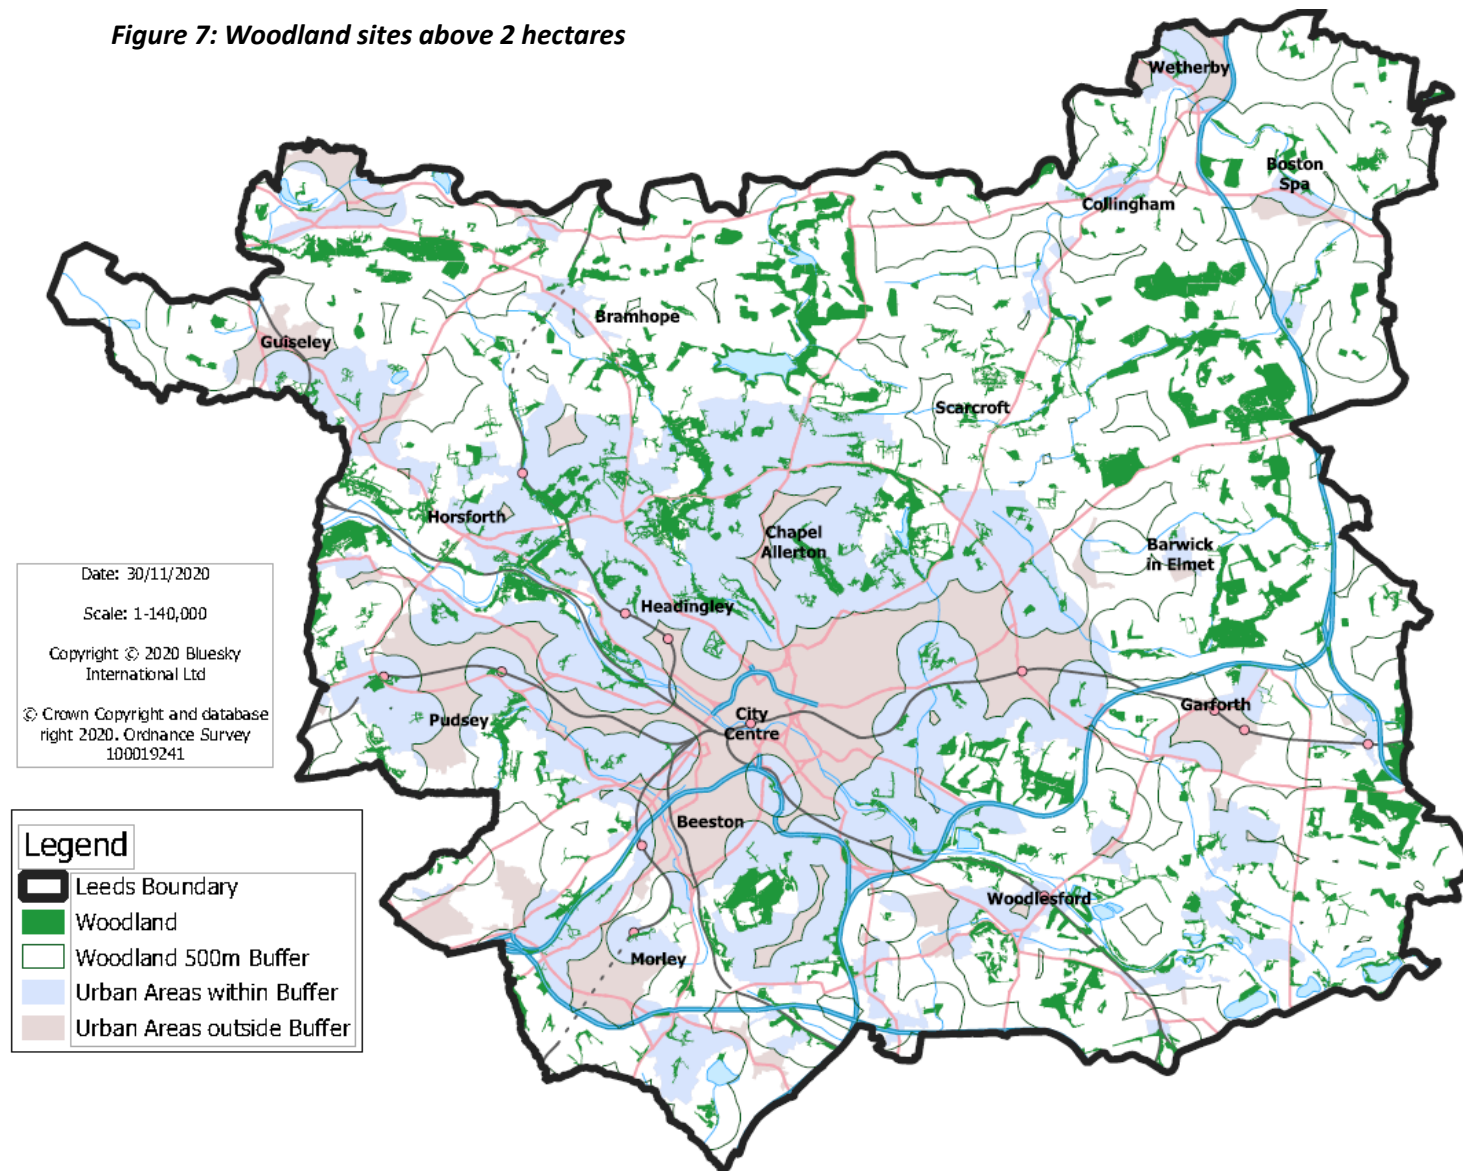 Figure 7: Woodland sites above 2 hectares
Wetherby
Boston
Spa
Collingham
Bramhope
Guiseley
Scarcroft
Horsforth
Chapel
Allerton
Barwick
in Elmet
Date: 30/11/2020
Scale: 1-140,000
Copyright © 2020 Bluesky
International Ltd
© Crown Copyright and database
right 2020. Ordnance Survey
100019241
Headingley
Pudsey
City
Centre
Garforth
Beeston
Woodlesford
Morley
Legend
Leeds Boundary
Woodland
Woodland 500m Buffer
Urban Areas within Buffer
Urban Areas outside Buffer